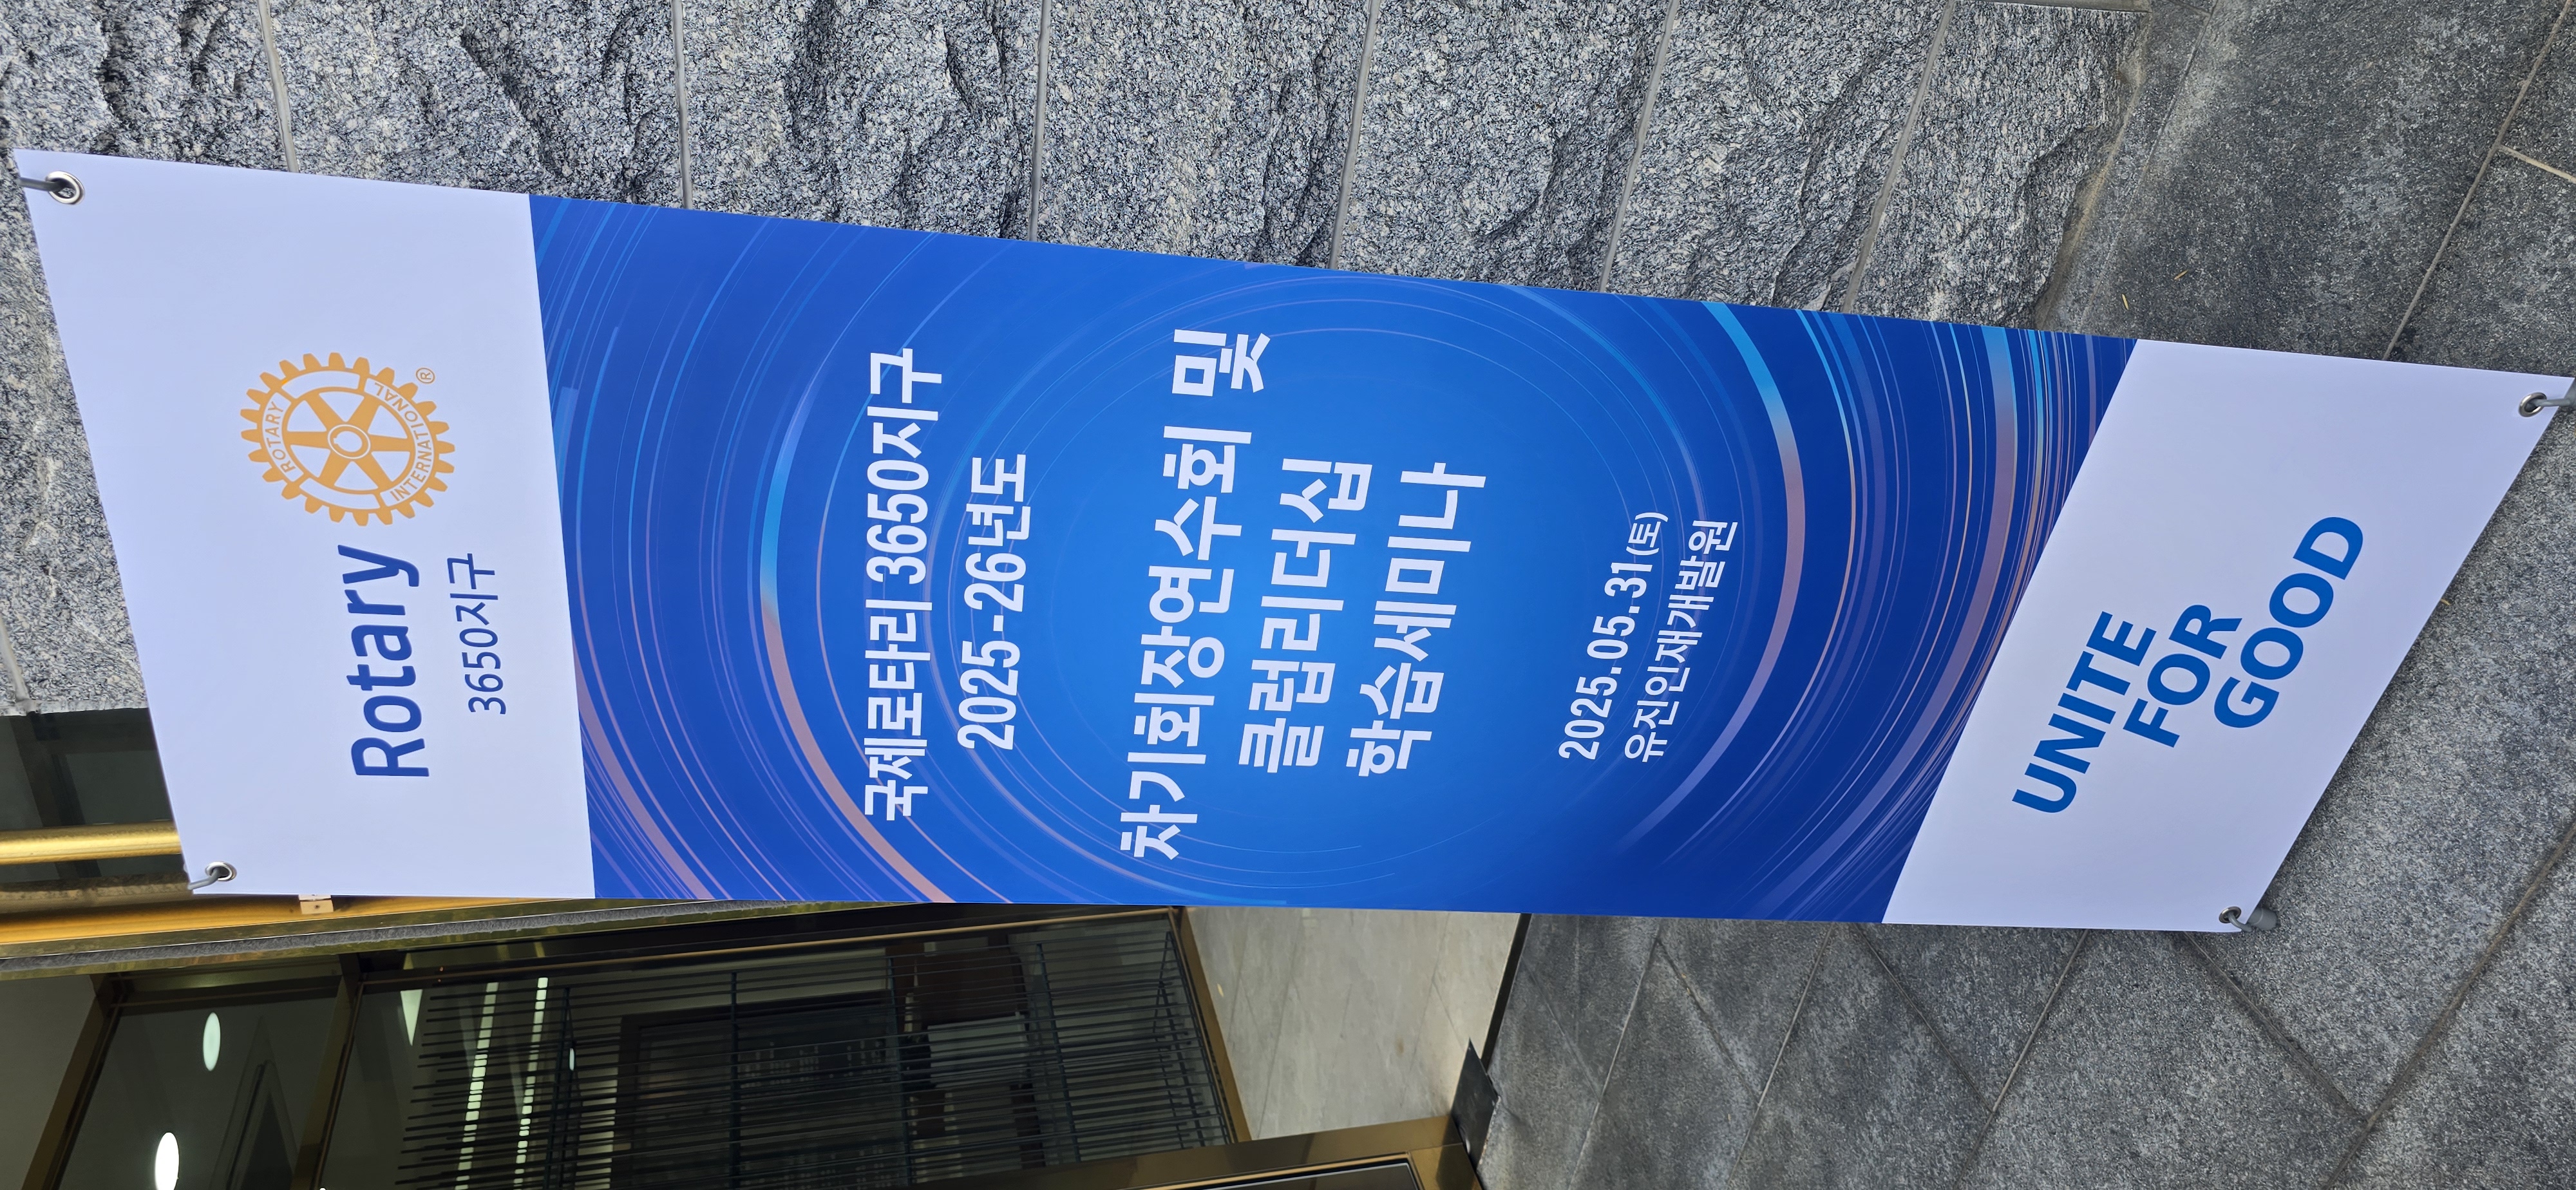 Rotary
3650지구
ROTARY
INTERNATIONAL
®
국제로타리 3650지구
2025-26년도
차기회장연수회 및
클럽리더십
학습세미나
2025.05.31(토)
유진인재개발원
UNITE
FOR
GOOD